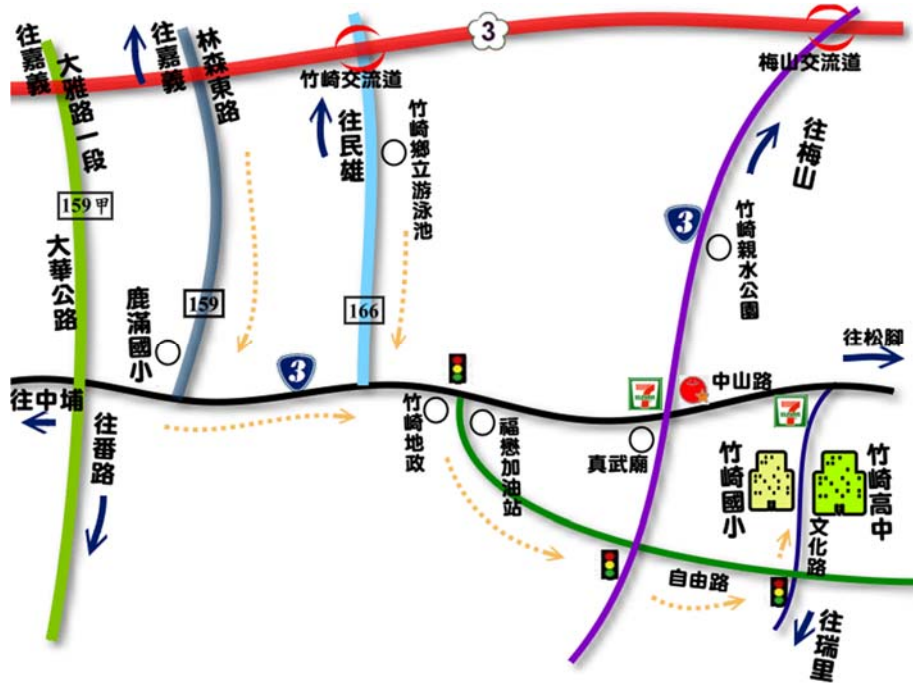 3
往嘉義
大雅路一段
往嘉義
林森東路
竹崎交流道
梅山交流道
往民雄
竹崎鄉立游泳池
往梅山
159甲
大華公路
3
竹崎親水公園
鹿滿國小
159
166
往松腳
3
中山路
7
ELEVEN
7
ELEVEN
往中埔
往番路
竹崎地政
福懋加油站
真武廟
竹崎國小
竹崎高中
文化路
自由路
往瑞里